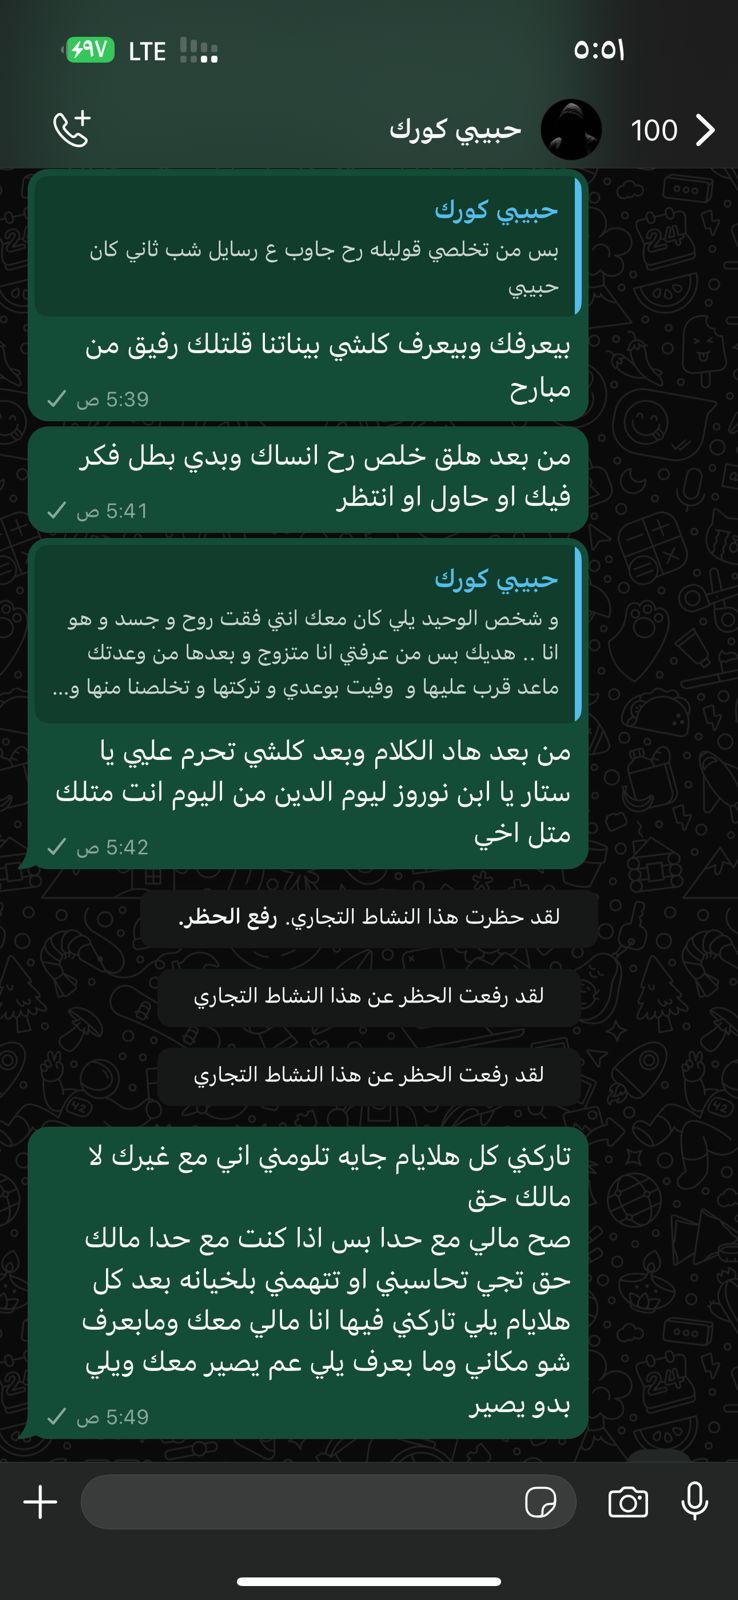 ٥:٥١
LTE
٩٧
100
حبيبي كورك
حبيبي كورك
بس من تخلصي قوليله رح جاوب ع رسايل شب ثاني كان
حبيبي
بيعرفك وبيعرف كلشي بيناتنا قلتلك رفيق من
مبارح
5:39 ص
من بعد هلق خلص رح انساك وبدي بطل فكر
فيك او حاول او انتظر
5:41 ص
حبيبي كورك
و شخص الوحيد يلي كان معك انتي فقت روح و جسد و هو
انا .. هديك بس من عرفتي انا متزوج و بعدها من وعدتك
ماعد قرب عليها و وفيت بوعدي و تركتها و تخلصنا منها و...
من بعد هاد الكلام وبعد كلشي تحرم علیي يا
ستار يا ابن نوروز ليوم الدين من اليوم انت متلك
متل اخي
5:42 ص
لقد حظرت هذا النشاط التجاري. رفع الحظر.
لقد رفعت الحظر عن هذا النشاط التجاري
لقد رفعت الحظر عن هذا النشاط التجاري
تاركني كل هلايام جايه تلومني اني مع غيرك لا
مالك حق
صح مالي مع حدا بس اذا كنت مع حدا مالك
حق تجي تحاسبني او تتهمني بلخيانه بعد كل
هلايام يلي تاركني فيها انا مالي معك ومابعرف
شو مكاني وما بعرف يلي عم يصير معك ويلي
بدو يصير
5:49 ص